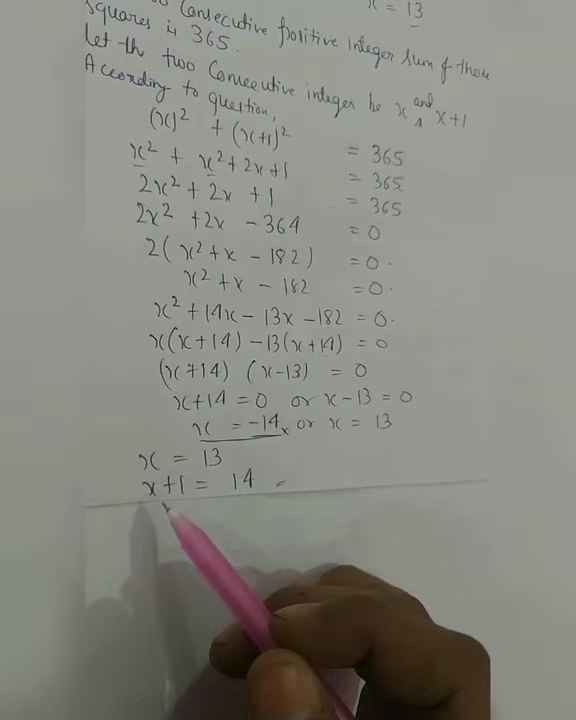 x = 13
Consecutive positive integer sum of those
squares is 365.
let the two Consecutive integer be x and x+1
According to question,
(x)² + (x+1)² = 365
x² + x² + 2x + 1 = 365
2x² + 2x + 1 = 365
2x² + 2x - 364 = 0
2(x² + x - 182) = 0.
x² + x - 182 = 0.
x² + 14x - 13x - 182 = 0.
x(x+14) - 13(x+14) = 0
(x+14) (x-13) = 0
x+14 = 0 or x-13 = 0
x = -14 x or x = 13
x = 13
x+1 = 14 =